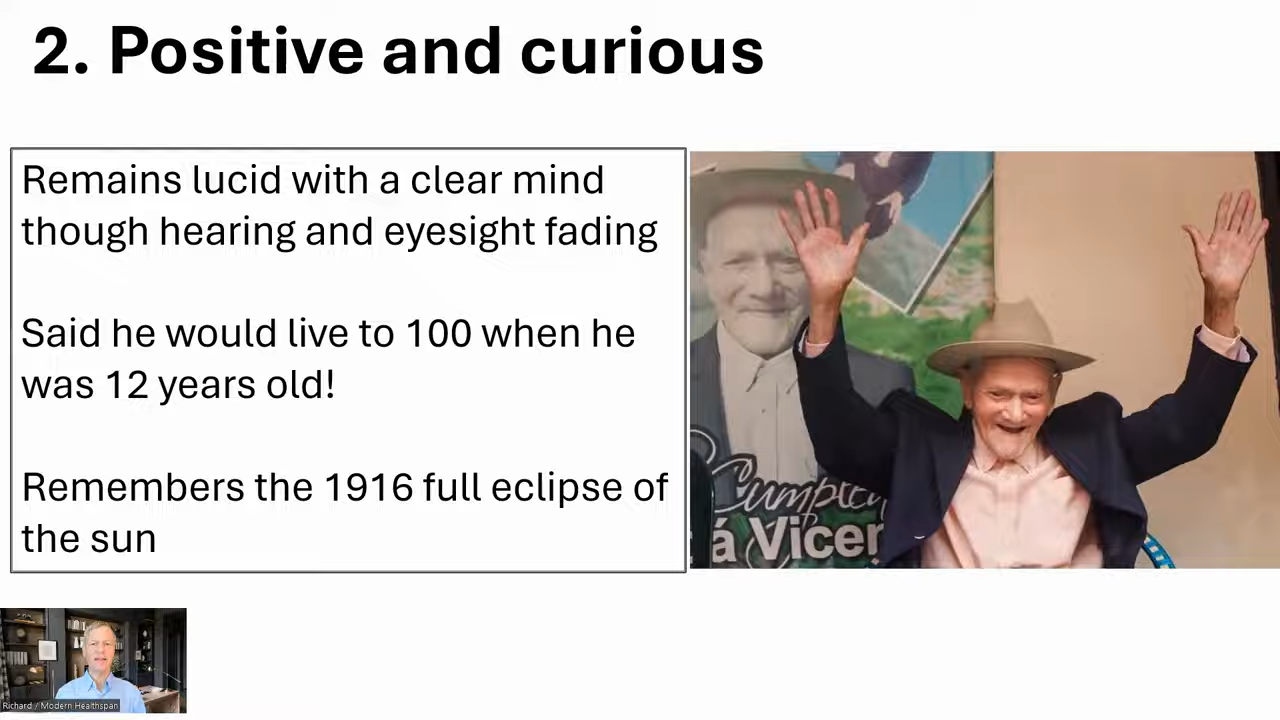 2. Positive and curious
Remains lucid with a clear mind
though hearing and eyesight fading
Said he would live to 100 when he
was 12 years old!
Remembers the 1916 full eclipse of
the sun
á Vicen
Richard / Modern Healthspan